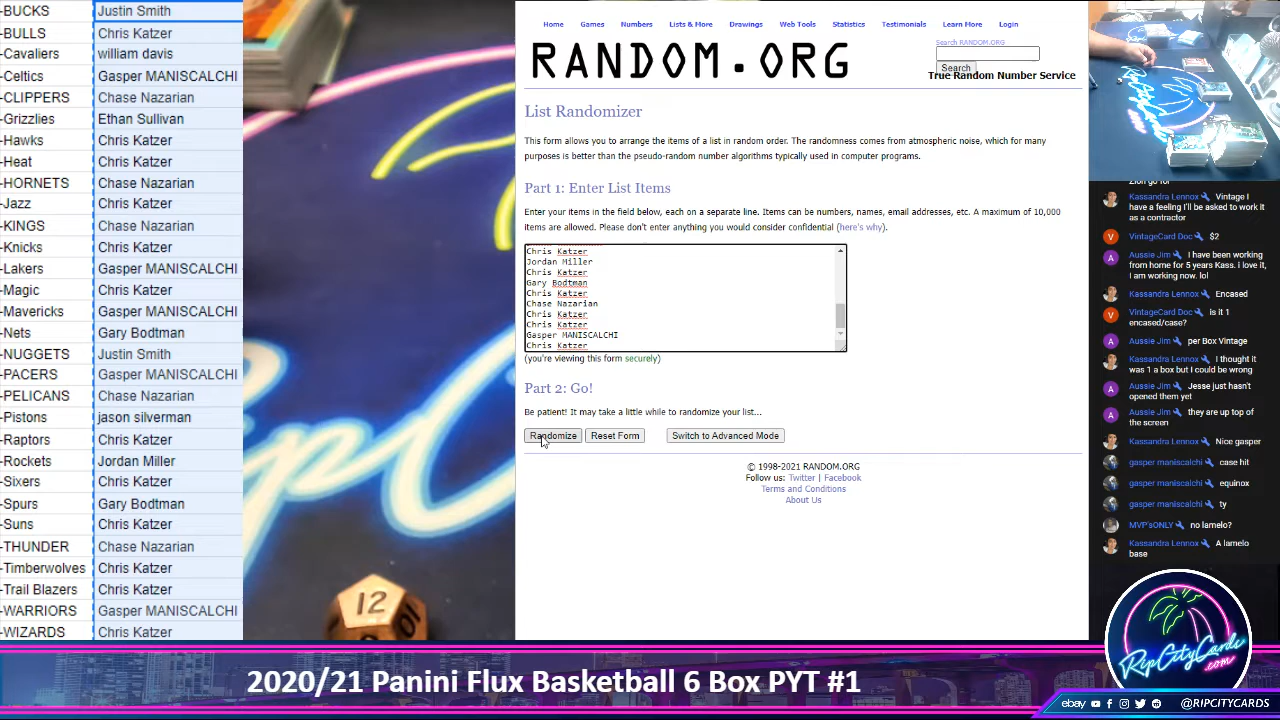 -BUCKS Justin Smith
-BULLS Chris Katzer
-Cavaliers william davis
-Celtics Gasper MANISCALCHI
-CLIPPERS Chase Nazarian
-Grizzlies Ethan Sullivan
-Hawks Chris Katzer
-Heat Chris Katzer
-HORNETS Chase Nazarian
-Jazz Chris Katzer
-KINGS Chase Nazarian
-Knicks Chris Katzer
-Lakers Gasper MANISCALCHI
-Magic Chris Katzer
-Mavericks Gasper MANISCALCHI
-Nets Gary Bodtman
-NUGGETS Justin Smith
-PACERS Gasper MANISCALCHI
-PELICANS Chase Nazarian
-Pistons jason silverman
-Raptors Chris Katzer
-Rockets Jordan Miller
-Sixers Chris Katzer
-Spurs Gary Bodtman
-Suns Chris Katzer
-THUNDER Chase Nazarian
-Timberwolves Chris Katzer
-Trail Blazers Chris Katzer
-WARRIORS Gasper MANISCALCHI
-WIZARDS Chris Katzer
12
Home Games Numbers Lists & More Drawings Web Tools Statistics Testimonials Learn More Login
RANDOM.ORG
Search RANDOM.ORG
Search
True Random Number Service
List Randomizer
This form allows you to arrange the items of a list in random order. The randomness comes from atmospheric noise, which for many
purposes is better than the pseudo-random number algorithms typically used in computer programs.
Part 1: Enter List Items
Enter your items in the field below, each on a separate line. Items can be numbers, names, email addresses, etc. A maximum of 10,000
items are allowed. Please don't enter anything you would consider confidential (here's why).
Chris Katzer
Jordan Miller
Chris Katzer
Gary Bodtman
Chris Katzer
Chase Nazarian
Chris Katzer
Chris Katzer
Gasper MANISCALCHI
Chris Katzer
(you're viewing this form securely)
Part 2: Go!
Be patient! It may take a little while to randomize your list...
Randomize Reset Form Switch to Advanced Mode
© 1998-2021 RANDOM.ORG
Follow us: Twitter | Facebook
Terms and Conditions
About Us
Zion go for
Kassandra Lennox Vintage I
have a feeling I'll be asked to work it
as a contractor
VintageCard Doc $2
Aussie Jim I have been working
from home for 5 years Kass. i love it,
I am working now. lol
Kassandra Lennox Encased
VintageCard Doc is it 1
encased/case?
Aussie Jim per Box Vintage
Kassandra Lennox I thought it
was 1 a box but I could be wrong
Aussie Jim Jesse just hasn't
opened them yet
Aussie Jim they are up top of
the screen
Kassandra Lennox Nice gasper
gasper maniscalchi case hit
gasper maniscalchi equinox
gasper maniscalchi ty
MVP'sONLY no lamelo?
Kassandra Lennox A lamelo
base
RipCityCards
.com
2020/21 Panini Flux Basketball 6 Box PYT #1
ebay @RIPCITYCARDS